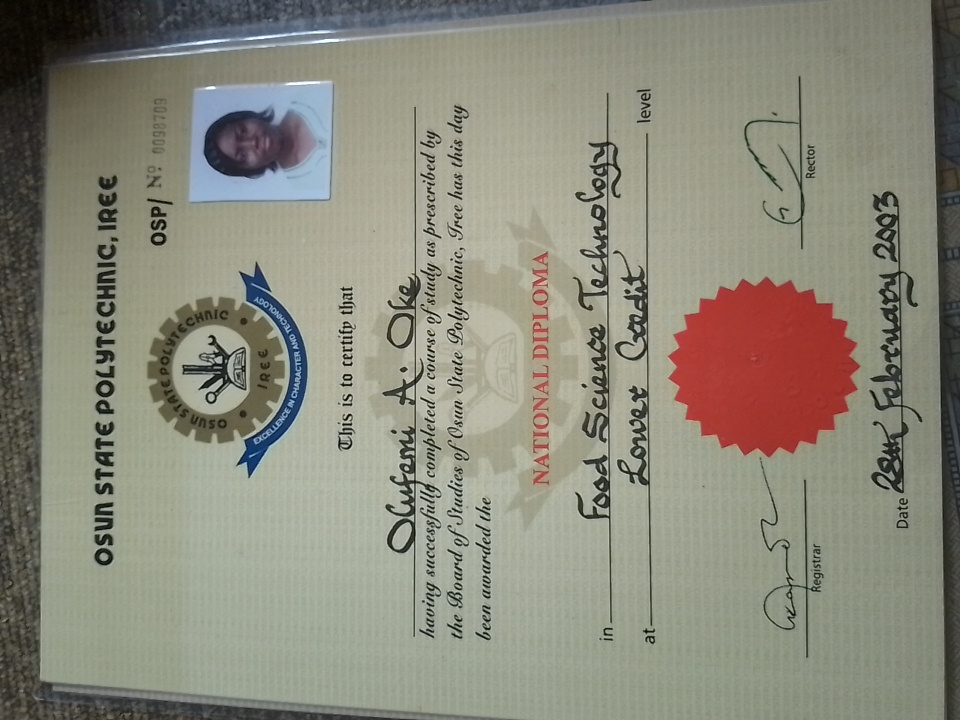 OSUN STATE POLYTECHNIC, IREE
OSP/ Nº 0098709
OSUN STATE POLYTECHNIC
IREE
EXCELLENCE IN CHARACTER AND TECHNOLOGY
This is to certify that
Olufemi A. Oke
having successfully completed a course of study as prescribed by
the Board of Studies of Osun State Polytechnic, Iree has this day
been awarded the
NATIONAL DIPLOMA
in Food Science Technology
at Lower Credit level
Registrar
Rector
Date 28th February 2003